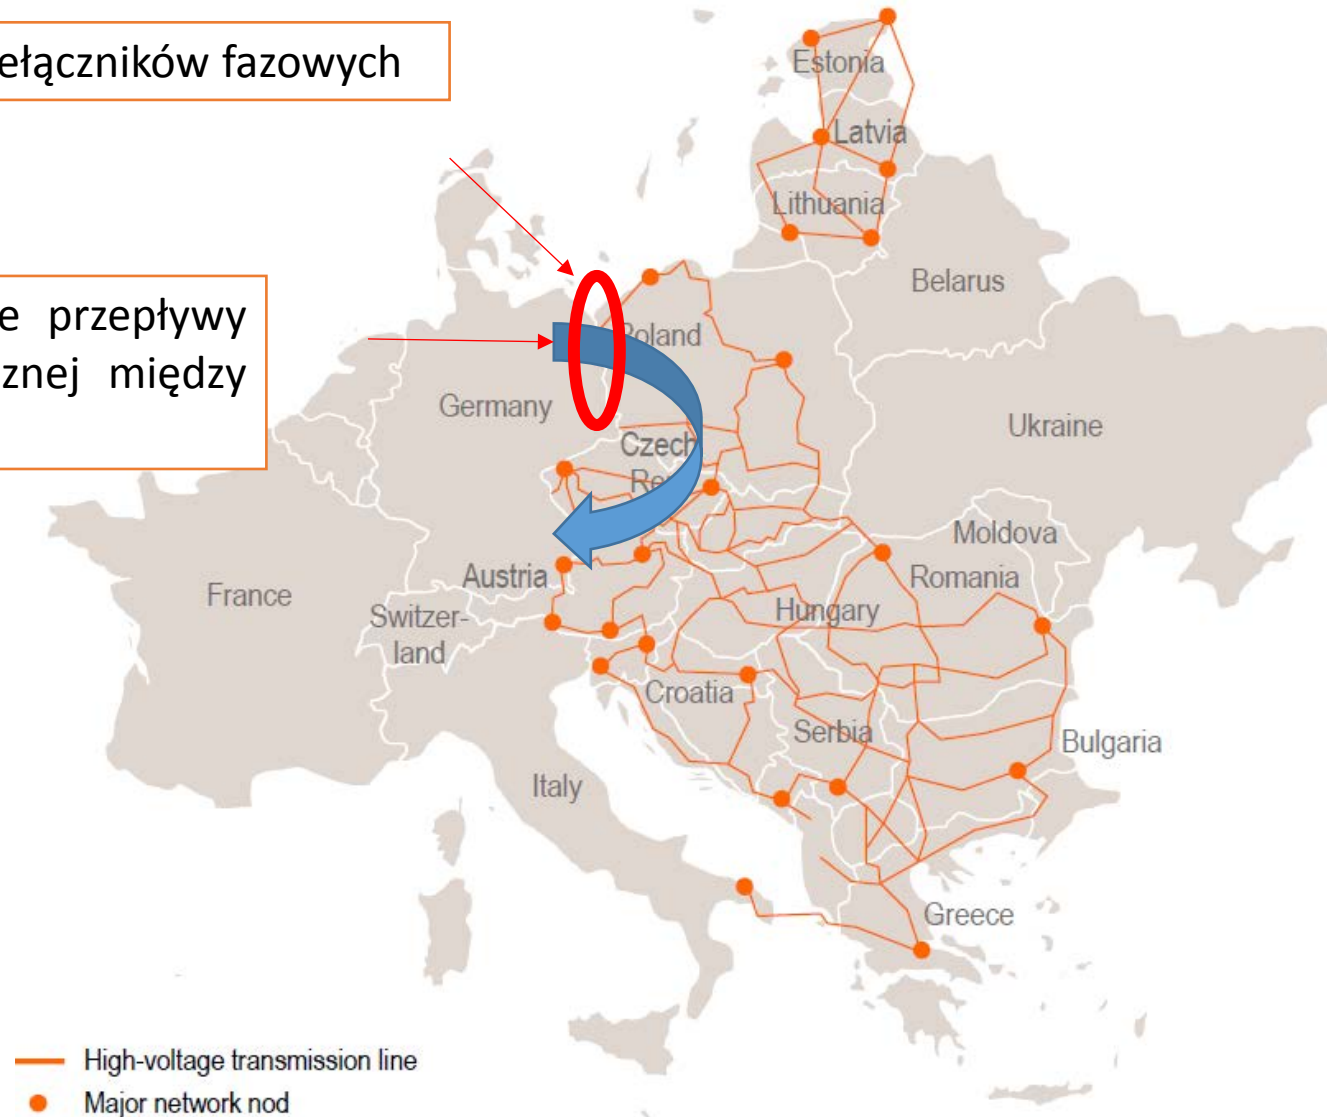 ełączników fazowych
e przepływy
znej między
Estonia
Latvia
Lithuania
Belarus
Poland
Germany
Ukraine
Czech
Re
Moldova
Austria
Romania
France
Hungary
Switzer-
land
Croatia
Serbia
Bulgaria
Italy
Greece
High-voltage transmission line
Major network nod